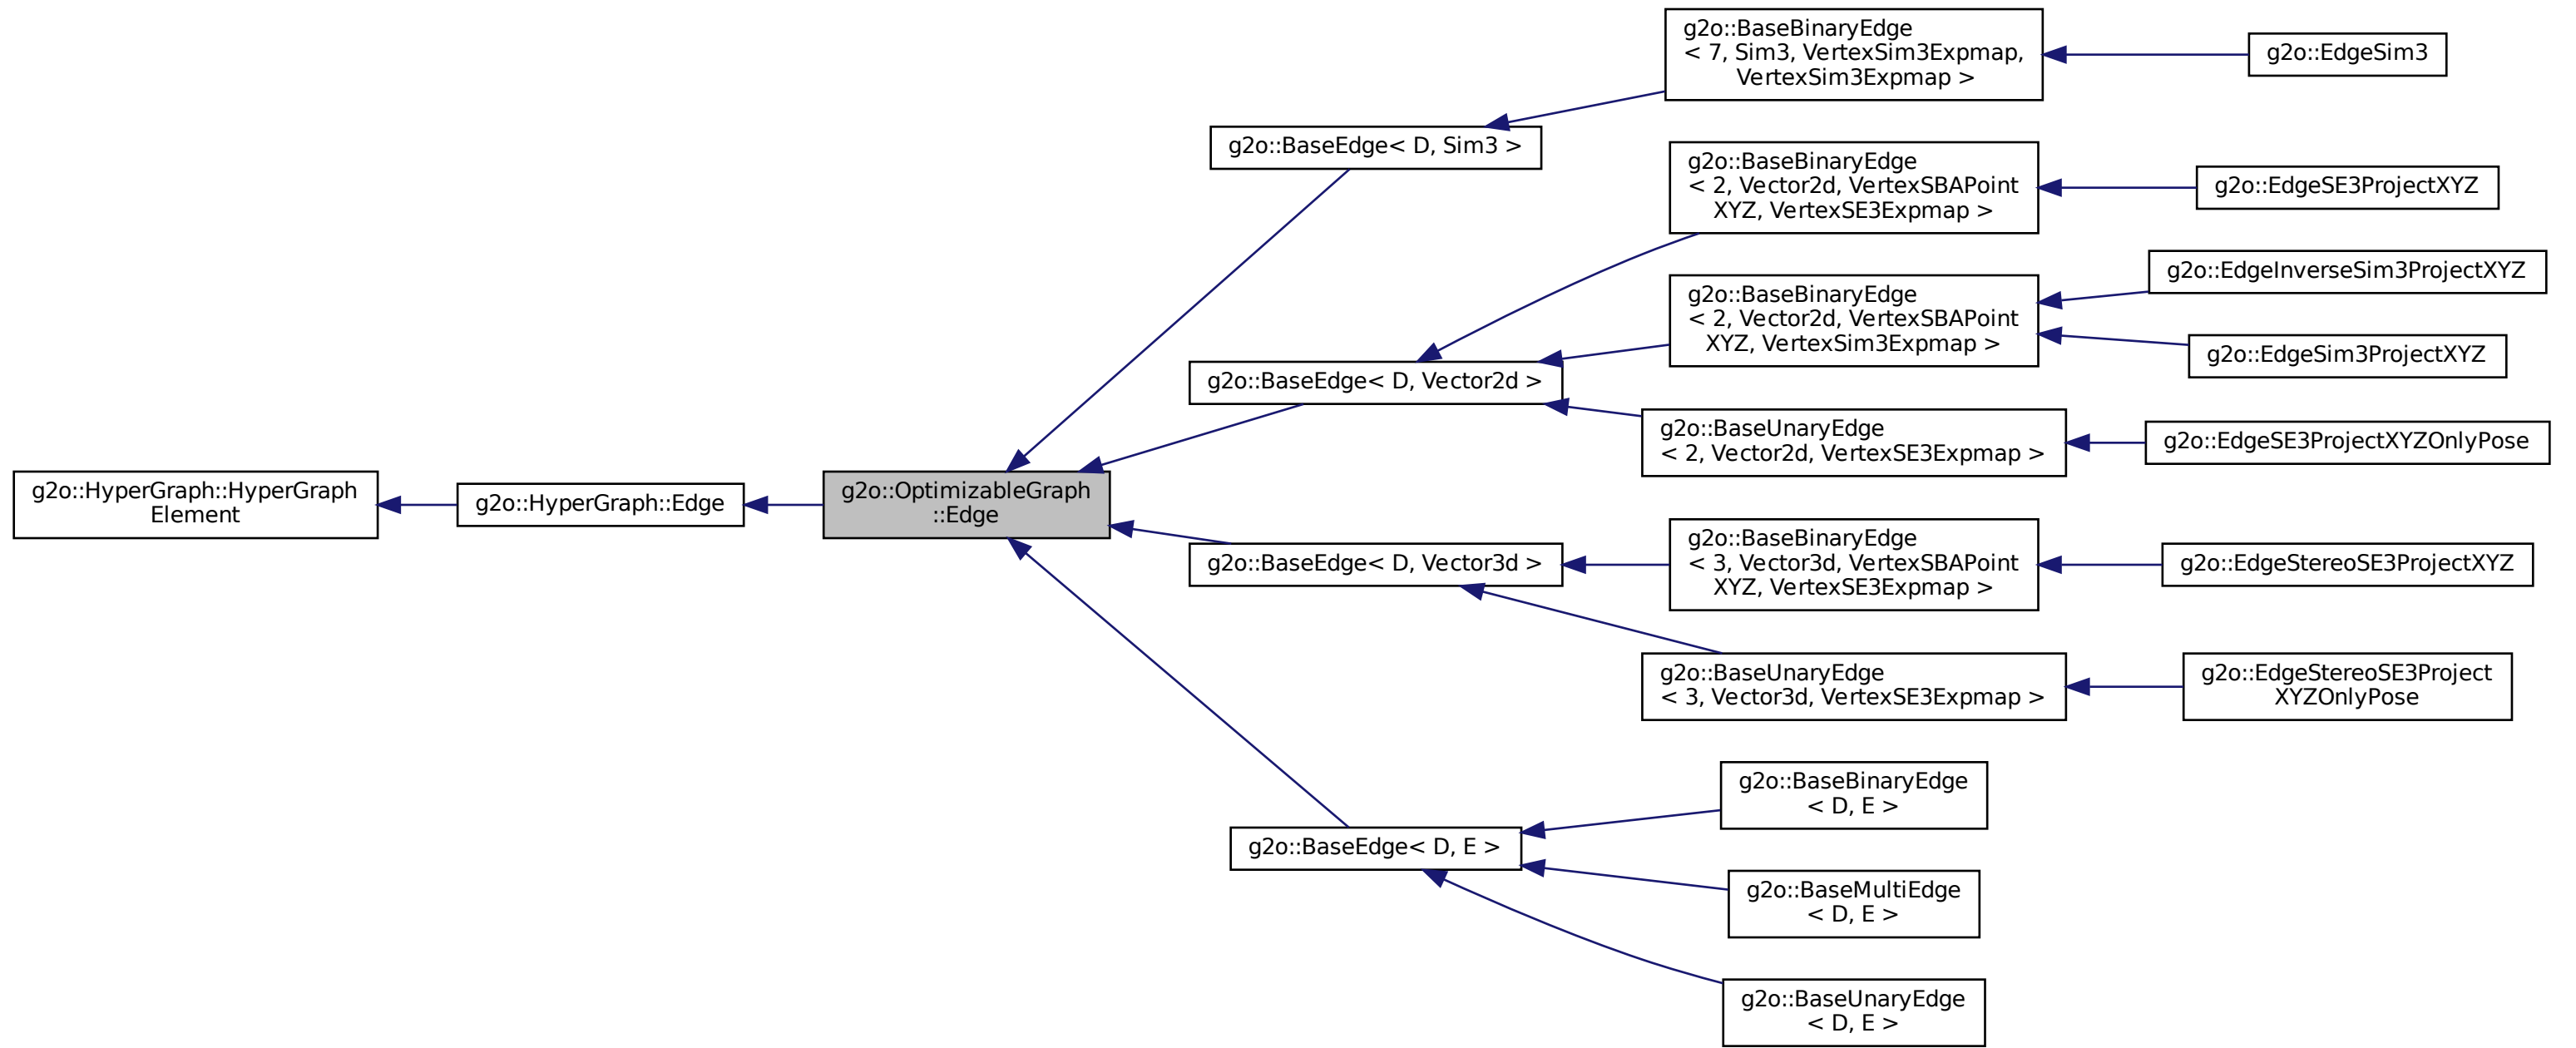 g2o::HyperGraph::HyperGraph
Element
g2o::HyperGraph::Edge
g2o::OptimizableGraph
::Edge
g2o::BaseEdge< D, Sim3 >
g2o::BaseEdge< D, Vector2d >
g2o::BaseEdge< D, Vector3d >
g2o::BaseEdge< D, E >
g2o::BaseBinaryEdge
< 7, Sim3, VertexSim3Expmap,
VertexSim3Expmap >
g2o::BaseBinaryEdge
< 2, Vector2d, VertexSBAPoint
XYZ, VertexSE3Expmap >
g2o::BaseBinaryEdge
< 2, Vector2d, VertexSBAPoint
XYZ, VertexSim3Expmap >
g2o::BaseUnaryEdge
< 2, Vector2d, VertexSE3Expmap >
g2o::BaseBinaryEdge
< 3, Vector3d, VertexSBAPoint
XYZ, VertexSE3Expmap >
g2o::BaseUnaryEdge
< 3, Vector3d, VertexSE3Expmap >
g2o::BaseBinaryEdge
< D, E >
g2o::BaseMultiEdge
< D, E >
g2o::BaseUnaryEdge
< D, E >
g2o::EdgeSim3
g2o::EdgeSE3ProjectXYZ
g2o::EdgeInverseSim3ProjectXYZ
g2o::EdgeSim3ProjectXYZ
g2o::EdgeSE3ProjectXYZOnlyPose
g2o::EdgeStereoSE3ProjectXYZ
g2o::EdgeStereoSE3Project
XYZOnlyPose